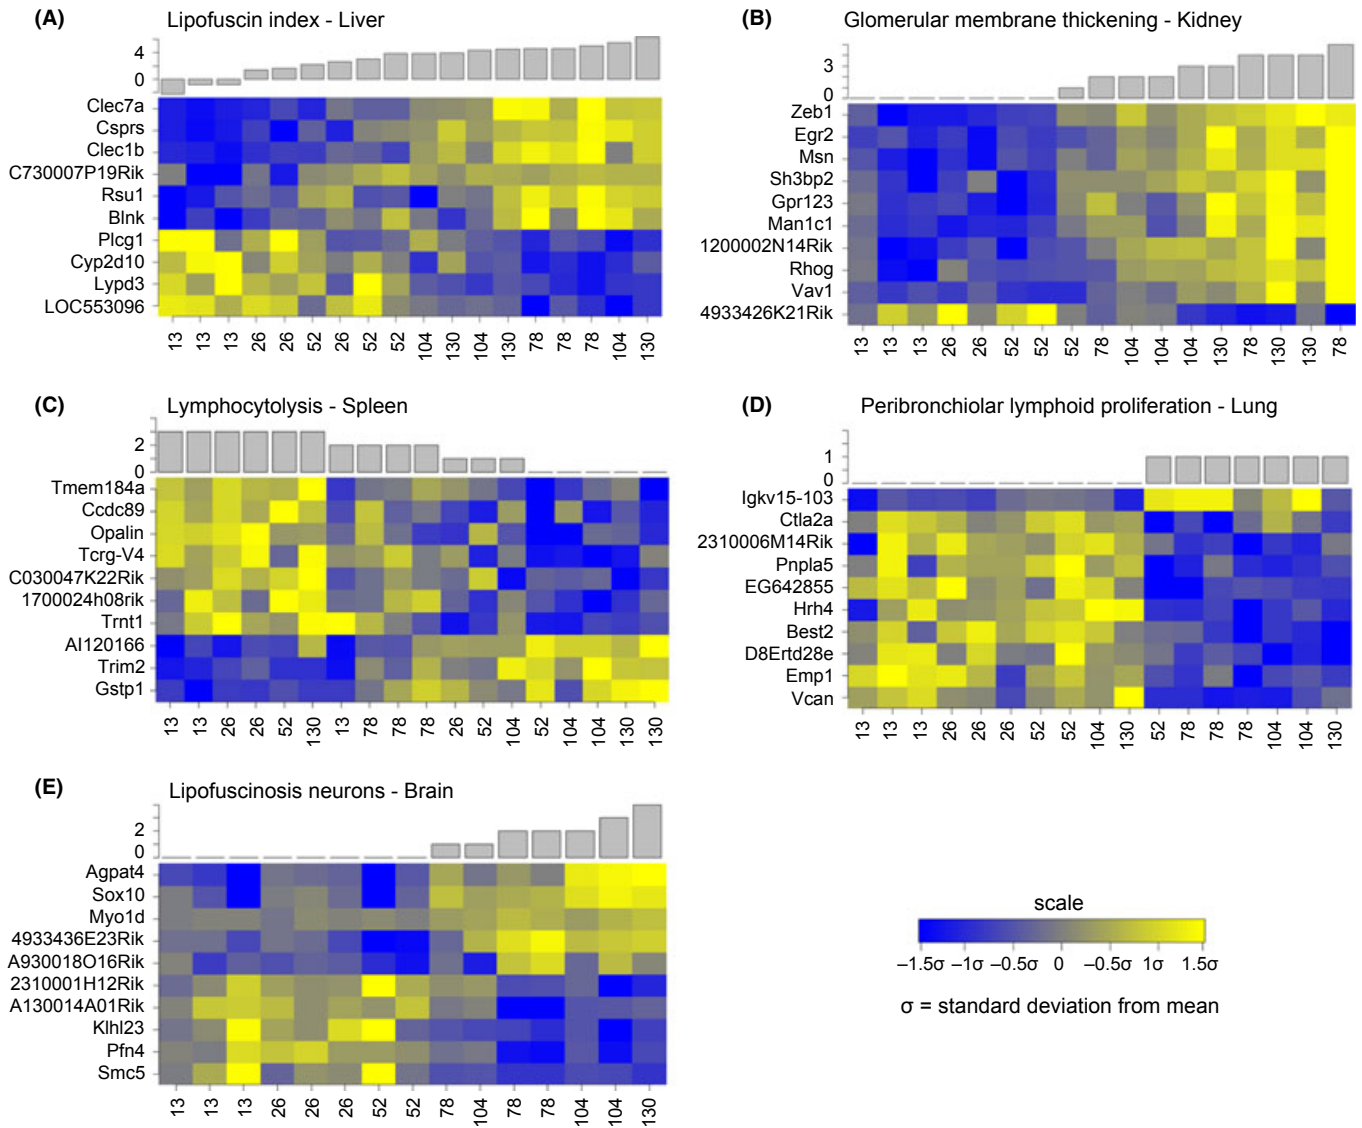 (A) Lipofuscin index - Liver
4
0
Clec7a
Csprs
Clec1b
C730007P19Rik
Rsu1
Blnk
Plcg1
Cyp2d10
Lypd3
LOC553096
13 13 13 26 26 52 26 52 52 104 130 104 130 78 78 78 104 130
(B) Glomerular membrane thickening - Kidney
3
0
Zeb1
Egr2
Msn
Sh3bp2
Gpr123
Man1c1
1200002N14Rik
Rhog
Vav1
4933426K21Rik
13 13 13 26 26 52 52 52 78 104 104 104 130 78 130 130 78
(C) Lymphocytolysis - Spleen
2
0
Tmem184a
Ccdc89
Opalin
Tcrg-V4
C030047K22Rik
1700024h08rik
Trnt1
AI120166
Trim2
Gstp1
13 13 26 26 52 130 13 78 78 78 26 52 104 52 104 104 130 130
(D) Peribronchiolar lymphoid proliferation - Lung
1
0
Igkv15-103
Ctla2a
2310006M14Rik
Pnpla5
EG642855
Hrh4
Best2
D8Ertd28e
Emp1
Vcan
13 13 13 26 26 26 52 52 104 130 52 78 78 78 104 104 130
(E) Lipofuscinosis neurons - Brain
2
0
Agpat4
Sox10
Myo1d
4933436E23Rik
A930018O16Rik
2310001H12Rik
A130014A01Rik
Klhl23
Pfn4
Smc5
13 13 13 26 26 26 52 52 78 104 78 78 104 104 130
scale
–1.5σ –1σ –0.5σ 0 –0.5σ 1σ 1.5σ
σ = standard deviation from mean